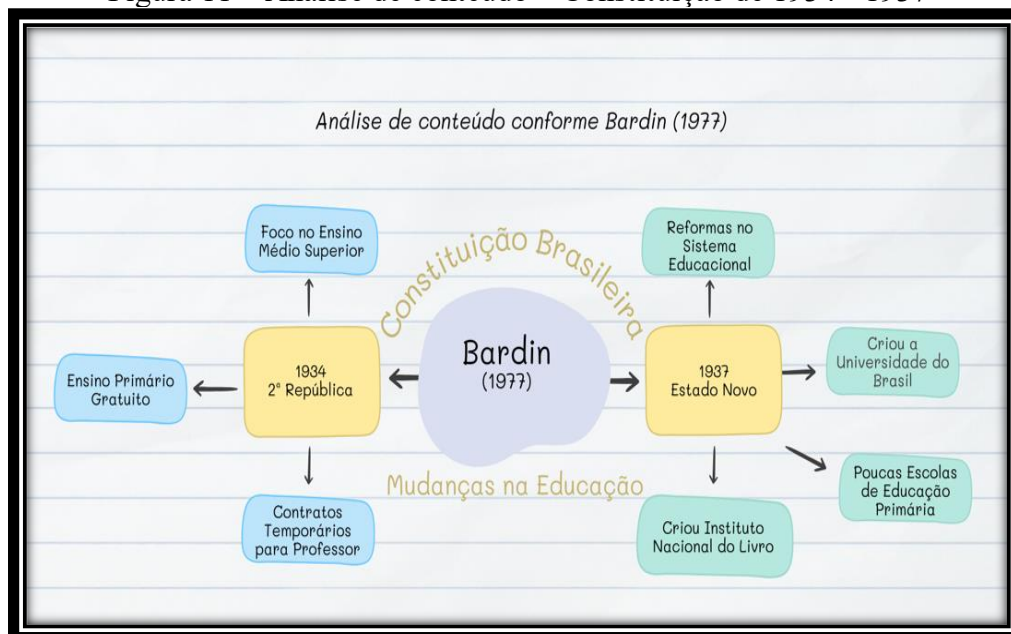 Análise de conteúdo conforme Bardin (1977)
Foco no Ensino
Médio Superior
Constituição Brasileira
Reformas no
Sistema
Educacional
Ensino Primário
Gratuito
1934
2ª República
Bardin
(1977)
1937
Estado Novo
Criou a
Universidade do
Brasil
Mudanças na Educação
Contratos
Temporários
para Professor
Criou Instituto
Nacional do Livro
Poucas Escolas
de Educação
Primária